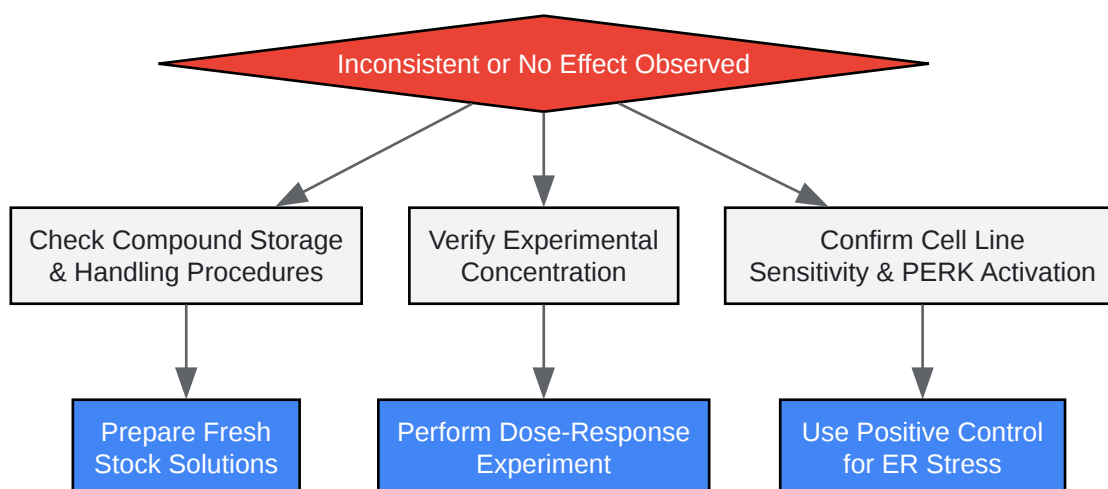 Inconsistent or No Effect Observed
Check Compound Storage
& Handling Procedures
Verify Experimental
Concentration
Confirm Cell Line
Sensitivity & PERK Activation
Prepare Fresh
Stock Solutions
Perform Dose-Response
Experiment
Use Positive Control
for ER Stress